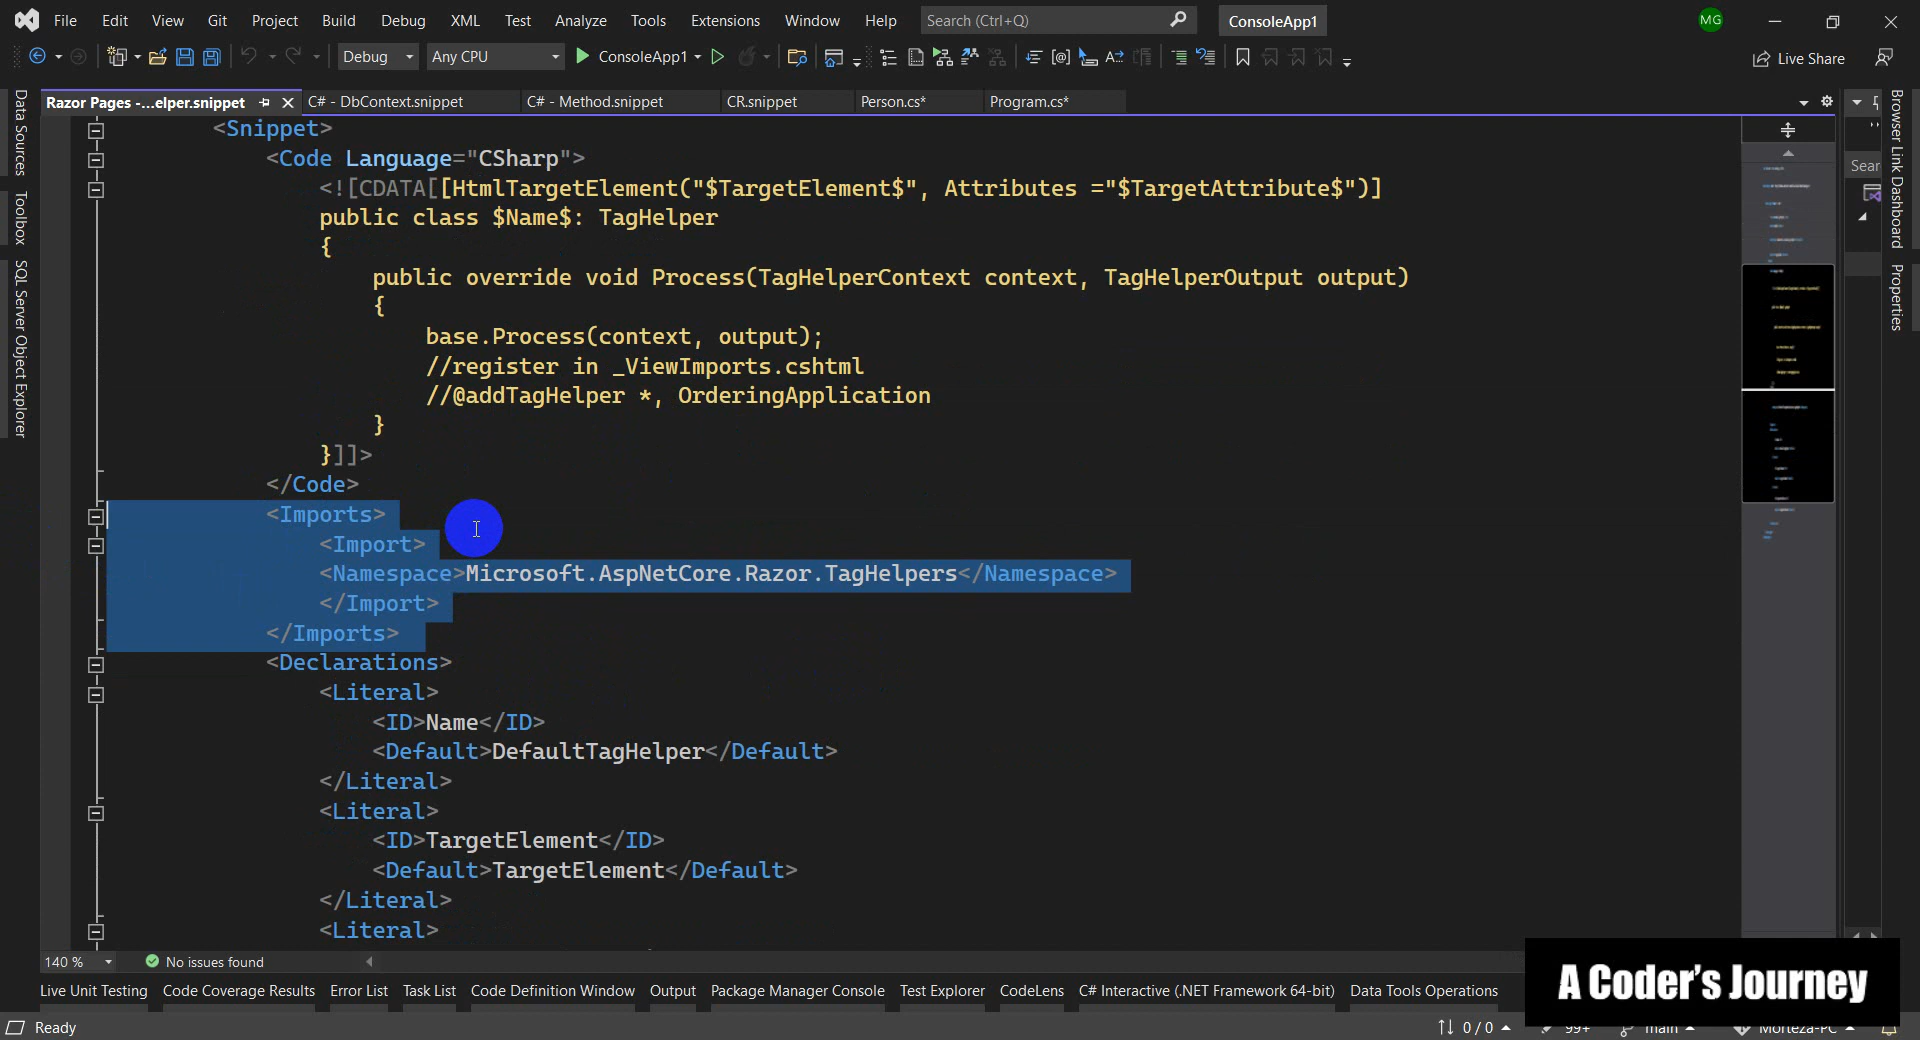 File Edit View Git Project Build Debug XML Test Analyze Tools Extensions Window Help Search (Ctrl+Q) ConsoleApp1 MG
Debug Any CPU ConsoleApp1 Live Share
Razor Pages -...elper.snippet C# - DbContext.snippet C# - Method.snippet CR.snippet Person.cs* Program.cs*
Data Sources
Toolbox
SQL Server Object Explorer
<Snippet>
<Code Language="CSharp">
<![CDATA[[HtmlTargetElement("$TargetElement$", Attributes ="$TargetAttribute$")]
public class $Name$: TagHelper
{
public override void Process(TagHelperContext context, TagHelperOutput output)
{
base.Process(context, output);
//register in _ViewImports.cshtml
//@addTagHelper *, OrderingApplication
}
}]]>
</Code>
<Imports>
<Import>
<Namespace>Microsoft.AspNetCore.Razor.TagHelpers</Namespace>
</Import>
</Imports>
<Declarations>
<Literal>
<ID>Name</ID>
<Default>DefaultTagHelper</Default>
</Literal>
<Literal>
<ID>TargetElement</ID>
<Default>TargetElement</Default>
</Literal>
<Literal>
Sear
Browser Link Dashboard
Properties
140 % No issues found
Live Unit Testing Code Coverage Results Error List Task List Code Definition Window Output Package Manager Console Test Explorer CodeLens C# Interactive (.NET Framework 64-bit) Data Tools Operations
A Coder's Journey
Ready 0 / 0 99+ main Morteza-PC